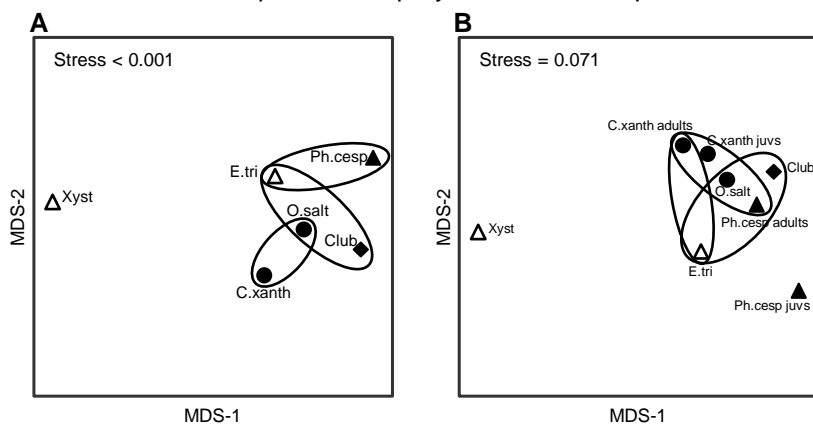 A
Stress < 0.001
Ph.cesp
E.tri
Xyst
O.salt
Club
C.xanth
MDS-2
MDS-1
B
Stress = 0.071
C.xanth adults
C.xanth juvs
Club
O.salt
Ph.cesp adults
Xyst
E.tri
Ph.cesp juvs
MDS-2
MDS-1